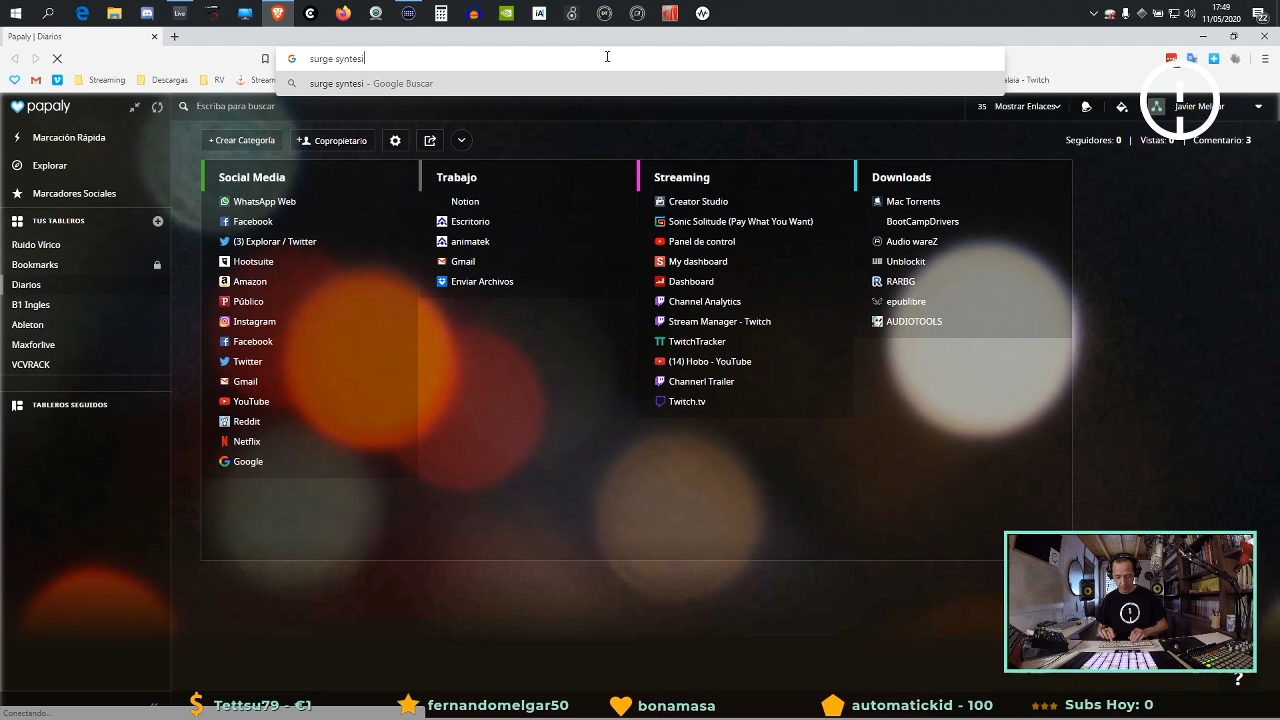 Live
iA
17:49
11/05/2020
22
Papaly | Diarios
surge syntesi
surge syntesi - Google Buscar
Streaming
Descargas
RV
Stream
alaia - Twitch
papaly
Escriba para buscar
35 Mostrar Enlaces
Marcación Rápida
Explorar
Marcadores Sociales
TUS TABLEROS
Ruido Vírico
Bookmarks
Diarios
B1 Ingles
Ableton
Maxforlive
VCVRACK
TABLEROS SEGUIDOS
+ Crear Categoría
Copropietario
Seguidores: 0 | Vistas: 0 Comentario: 3
Social Media
WhatsApp Web
Facebook
(3) Explorar / Twitter
Hootsuite
Amazon
Público
Instagram
Facebook
Twitter
Gmail
YouTube
Reddit
Netflix
Google
Trabajo
Notion
Escritorio
animatek
Gmail
Enviar Archivos
Streaming
Creator Studio
Sonic Solitude (Pay What You Want)
Panel de control
My dashboard
Dashboard
Channel Analytics
Stream Manager - Twitch
TwitchTracker
(14) Hobo - YouTube
Channerl Trailer
Twitch.tv
Downloads
Mac Torrents
BootCampDrivers
Audio wareZ
Unblockit
RARBG
epublibre
AUDIOTOOLS
?
Conectando...
Tettsu79 - €1
fernandomelgar50
bonamasa
automatickid - 100
Subs Hoy: 0